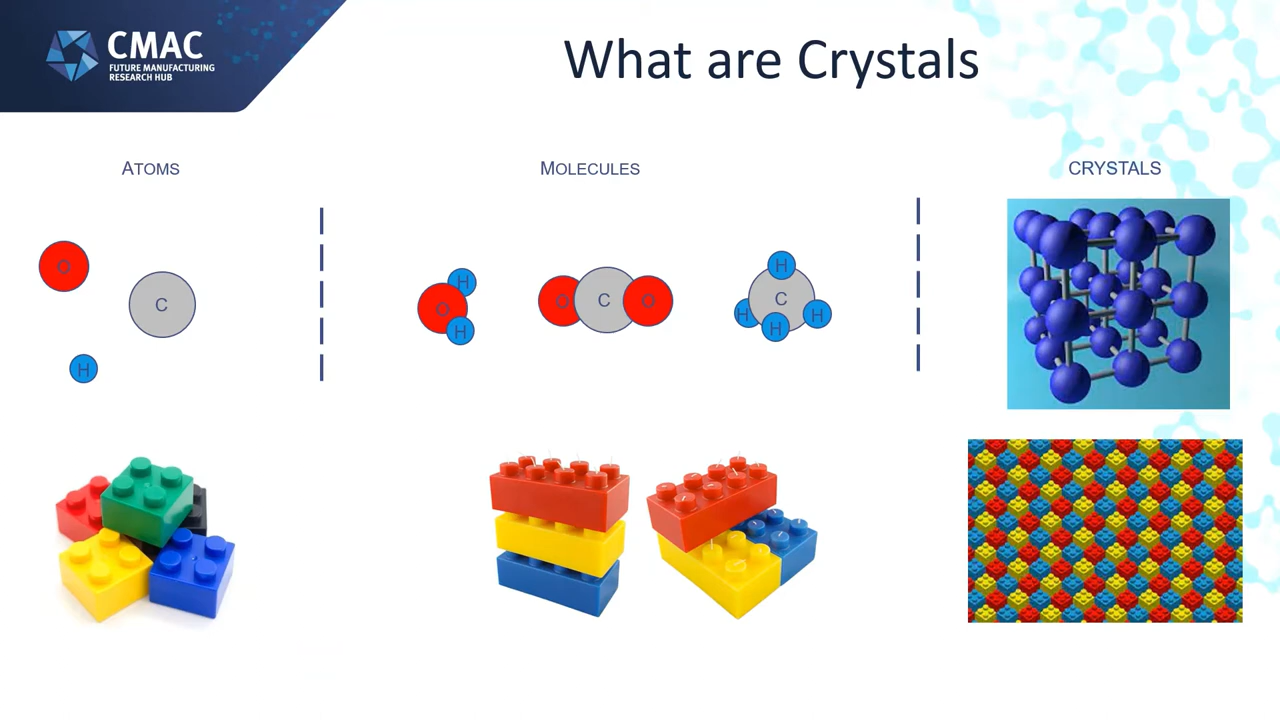 CMAC
FUTURE MANUFACTURING
RESEARCH HUB
What are Crystals
ATOMS
MOLECULES
CRYSTALS
O
C
H
H
O
H
O
C
O
H
C
H
H
H